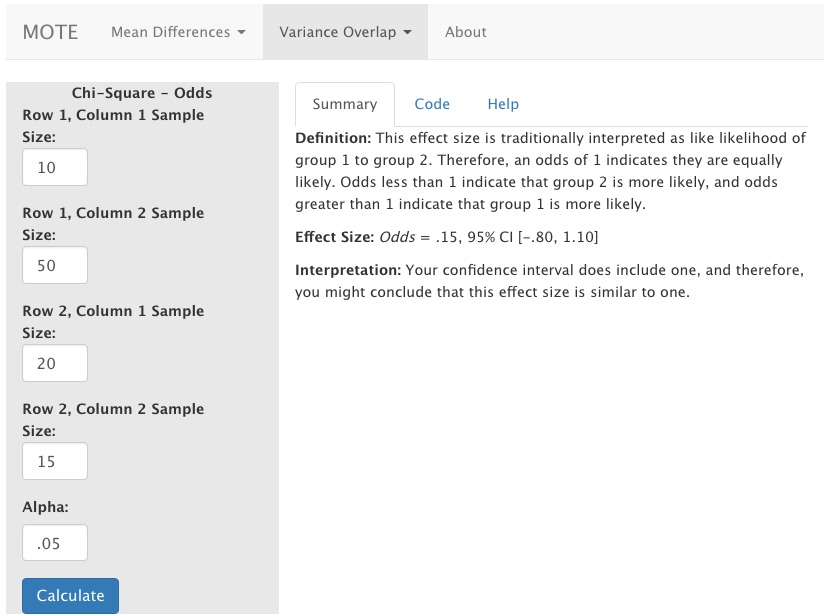 MOTE Mean Differences Variance Overlap About
Chi-Square – Odds
Row 1, Column 1 Sample
Size:
10
Row 1, Column 2 Sample
Size:
50
Row 2, Column 1 Sample
Size:
20
Row 2, Column 2 Sample
Size:
15
Alpha:
.05
Calculate
Summary Code Help
Definition: This effect size is traditionally interpreted as like likelihood of
group 1 to group 2. Therefore, an odds of 1 indicates they are equally
likely. Odds less than 1 indicate that group 2 is more likely, and odds
greater than 1 indicate that group 1 is more likely.
Effect Size: Odds = .15, 95% CI [-.80, 1.10]
Interpretation: Your confidence interval does include one, and therefore,
you might conclude that this effect size is similar to one.